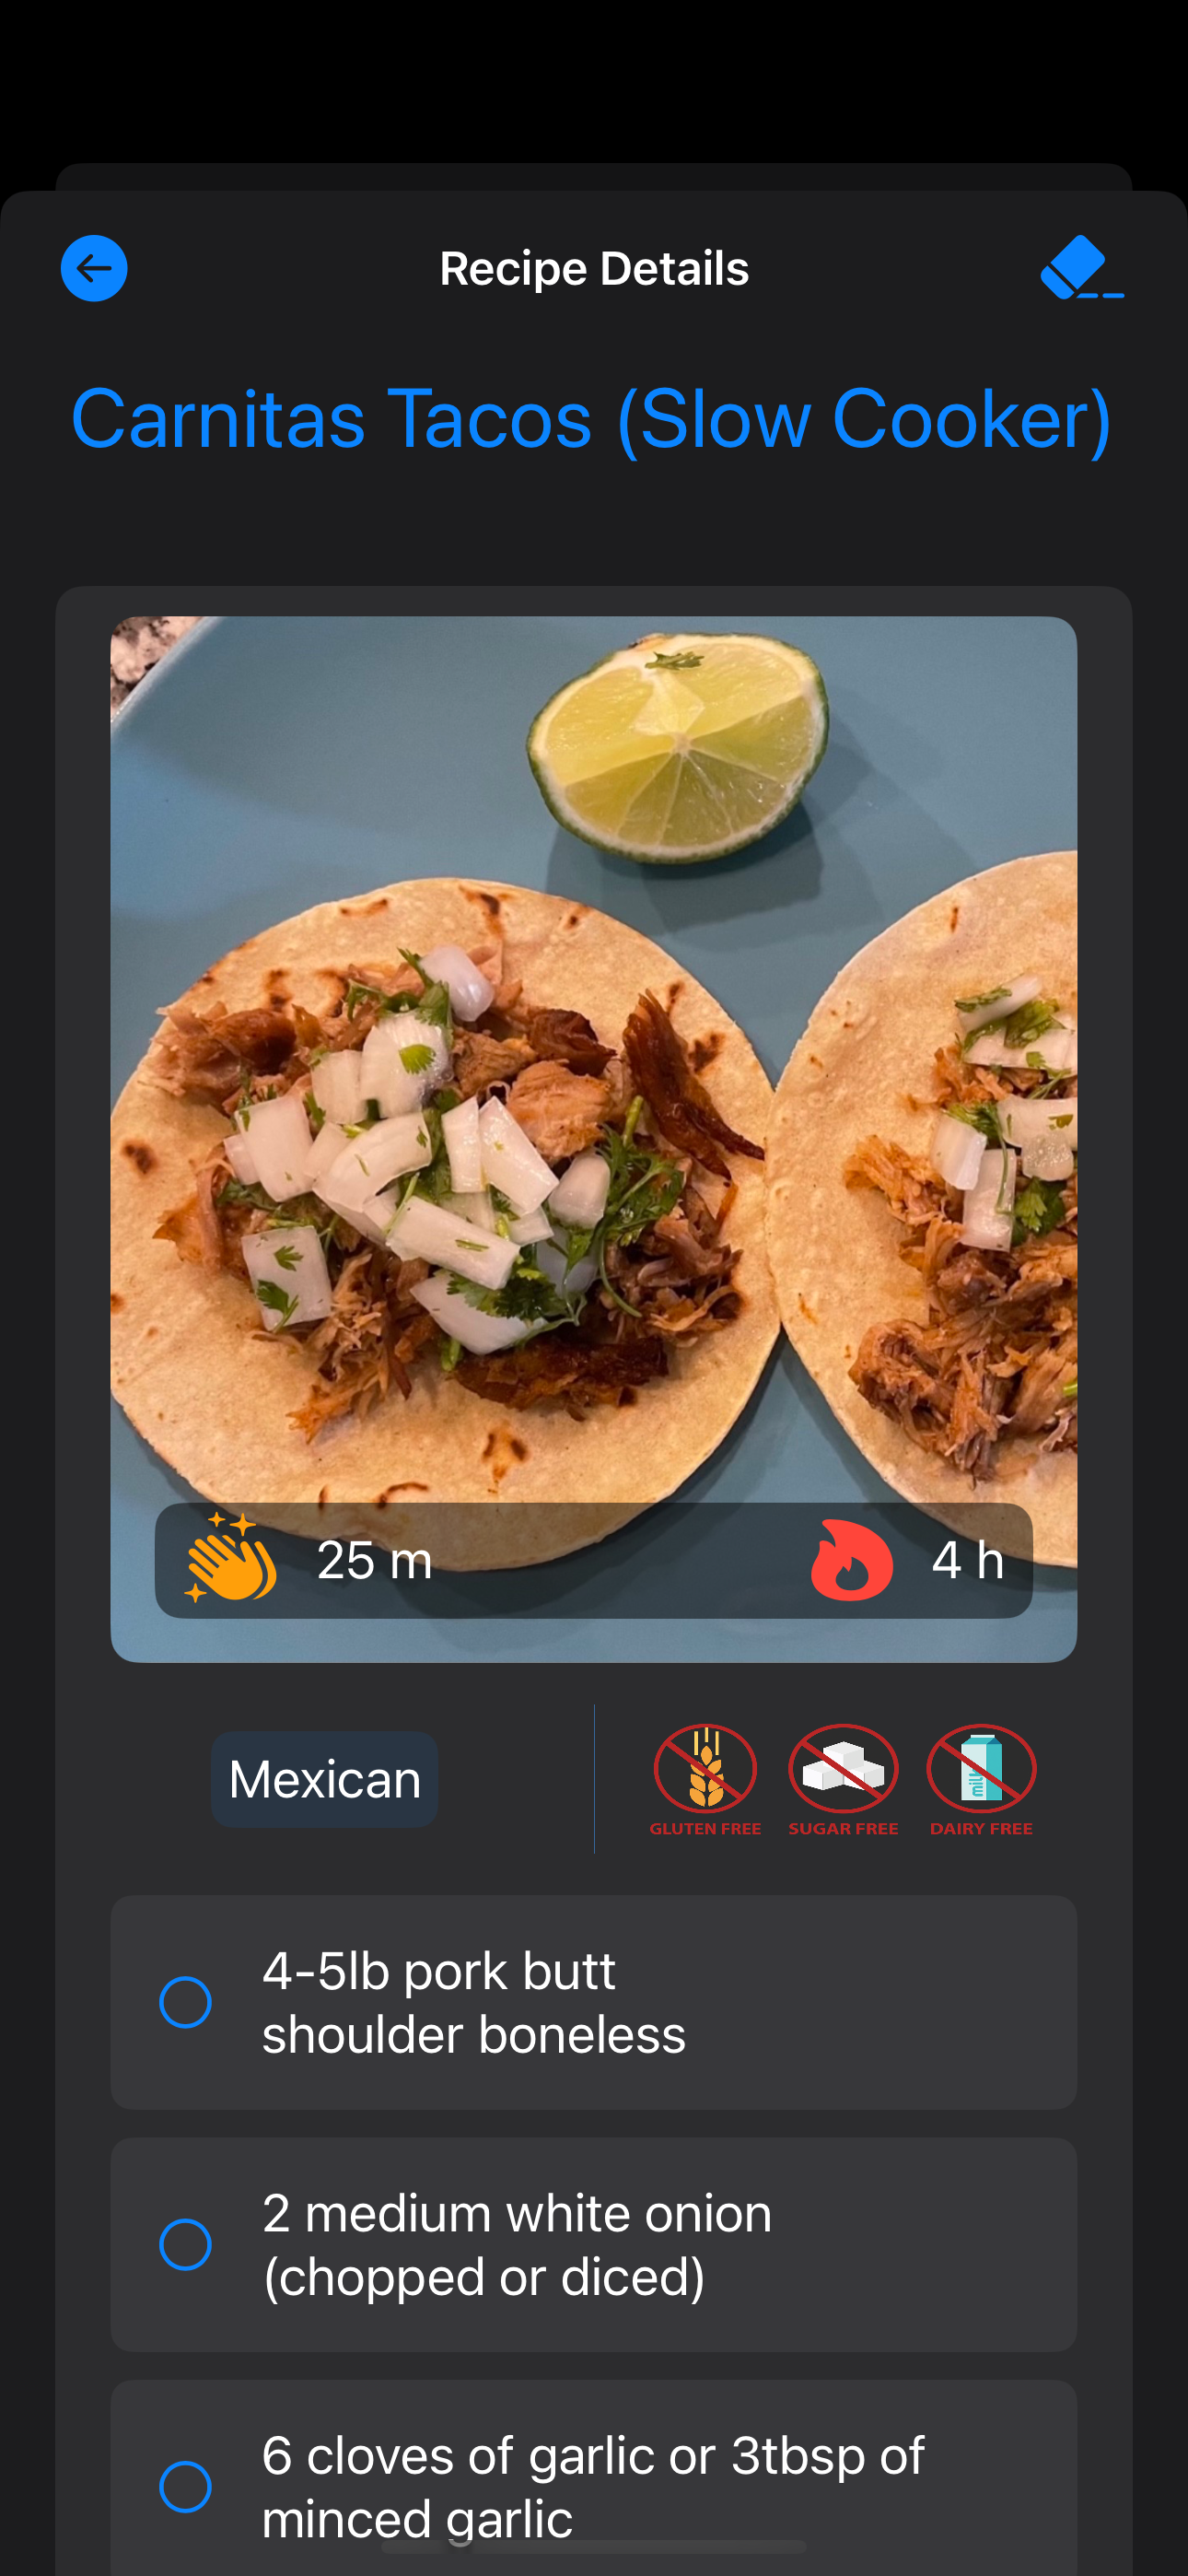 Recipe Details
Carnitas Tacos (Slow Cooker)
25 m
4 h
Mexican
milk
GLUTEN FREE
SUGAR FREE
DAIRY FREE
4-5lb pork butt
shoulder boneless
2 medium white onion
(chopped or diced)
6 cloves of garlic or 3tbsp of
minced garlic